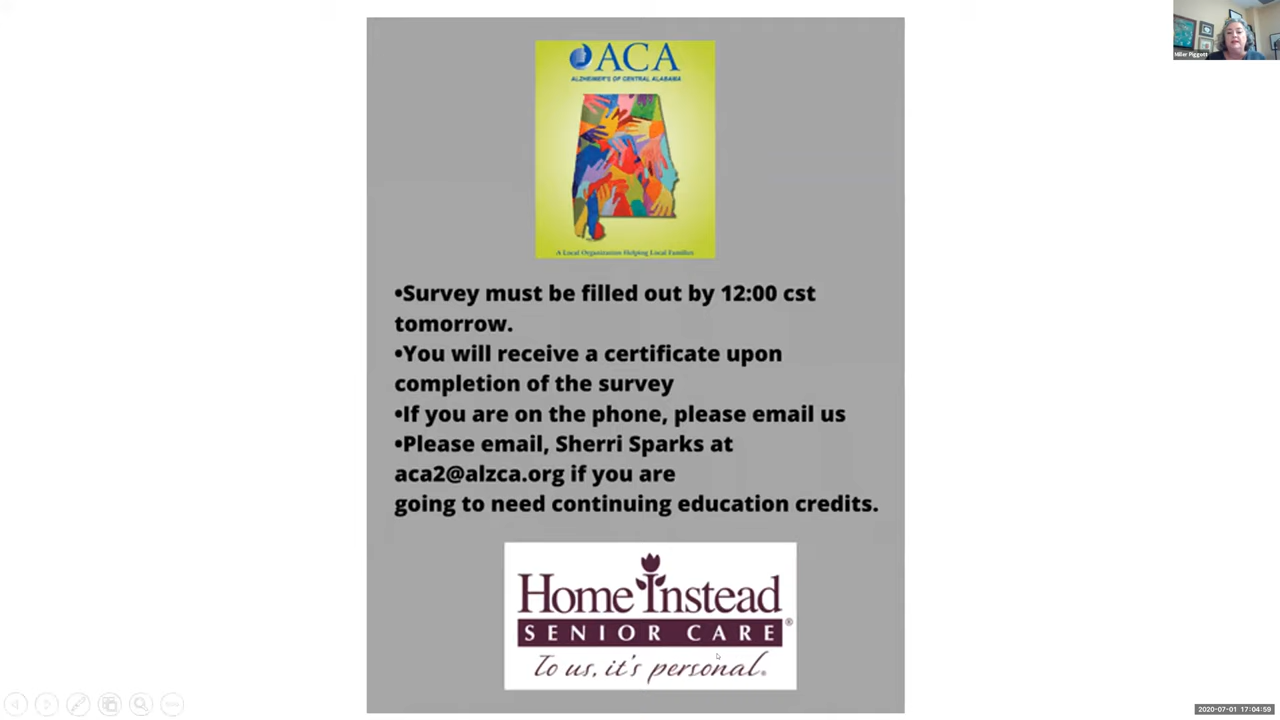 ACA
ALZHEIMER'S OF CENTRAL ALABAMA
A Local Organization Helping Local Families
Miller Piggott
•Survey must be filled out by 12:00 cst
tomorrow.
•You will receive a certificate upon
completion of the survey
•If you are on the phone, please email us
•Please email, Sherri Sparks at
aca2@alzca.org if you are
going to need continuing education credits.
Home Instead
SENIOR CARE®
To us, it's personal.®
2020-07-01 17:04:59